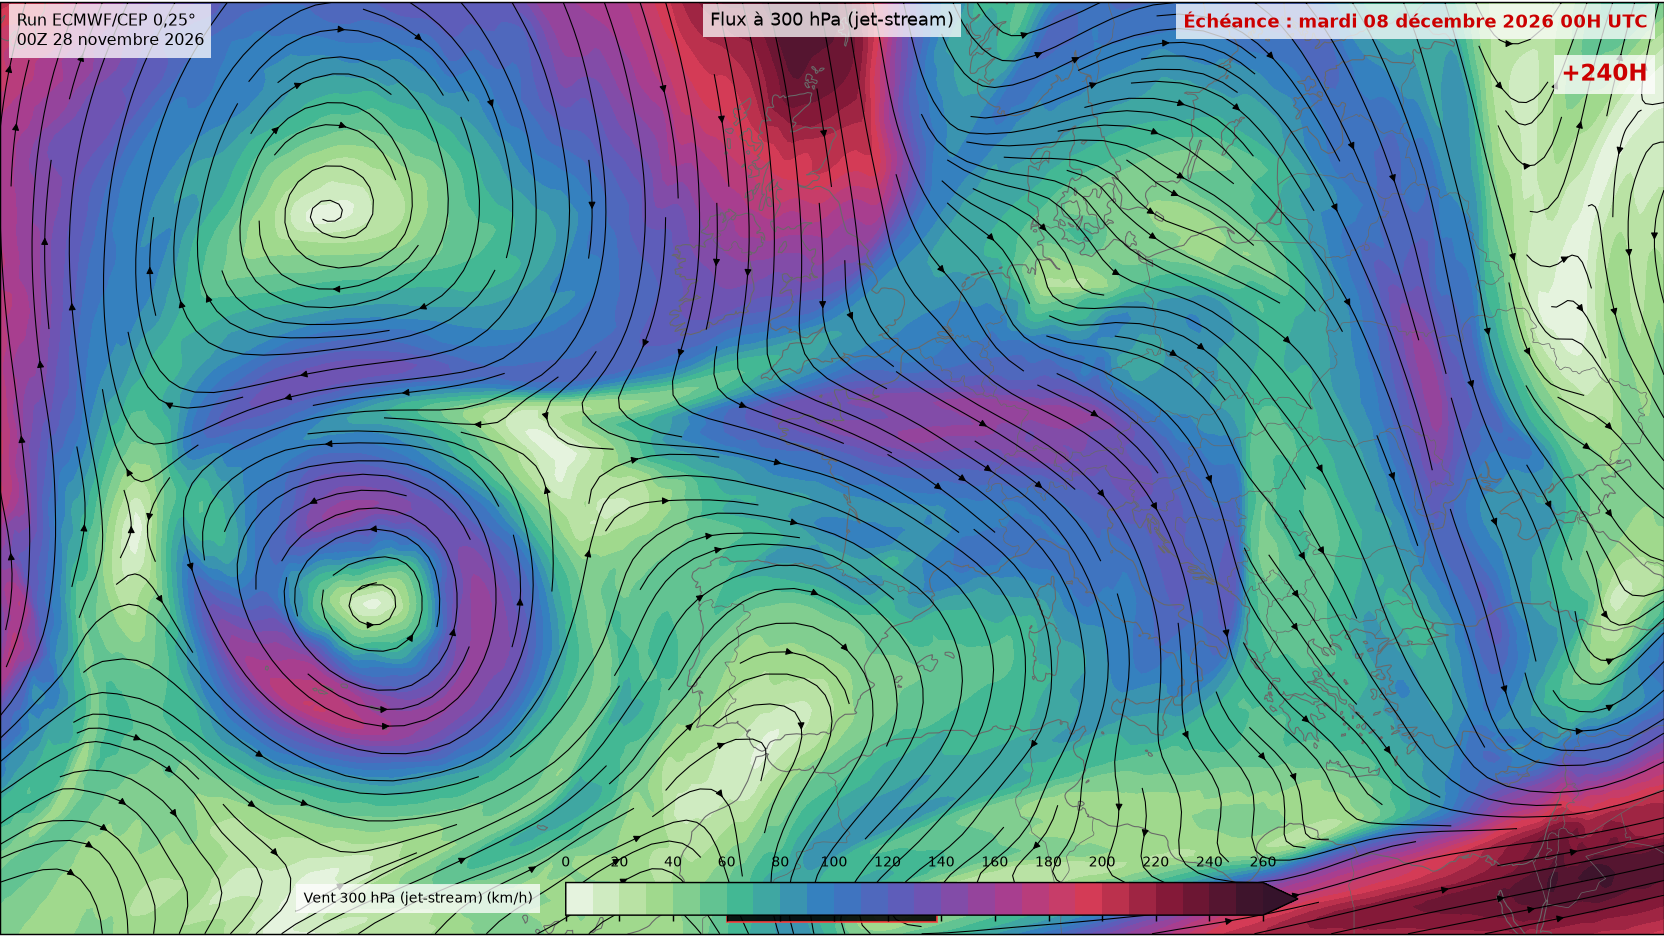 Run ECMWF/CEP 0,25°
00Z 28 novembre 2026
Flux à 300 hPa (jet-stream)
Échéance : mardi 08 décembre 2026 00H UTC
+240H
0 20 40 60 80 100 120 140 160 180 200 220 240 260
Vent 300 hPa (jet-stream) (km/h)